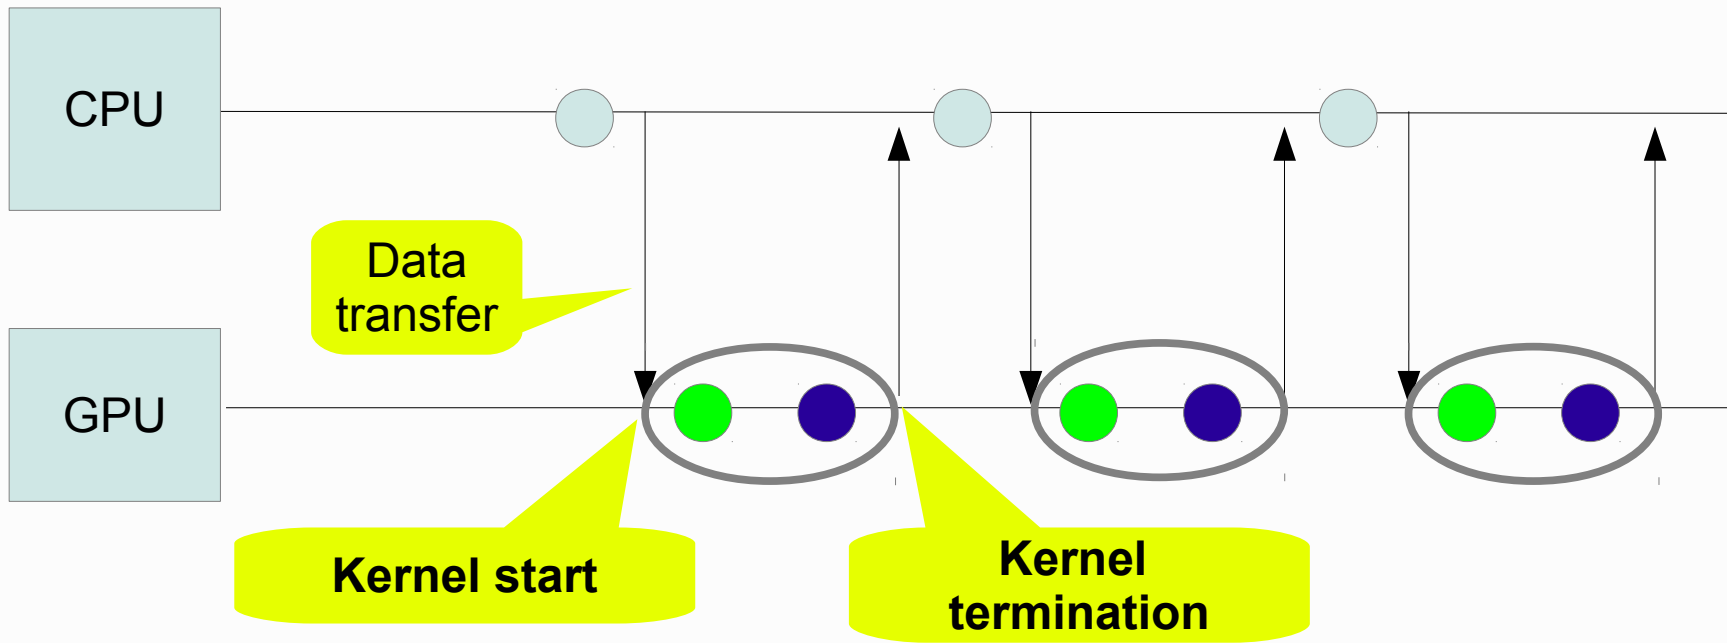 CPU
Data
transfer
GPU
Kernel start
Kernel
termination